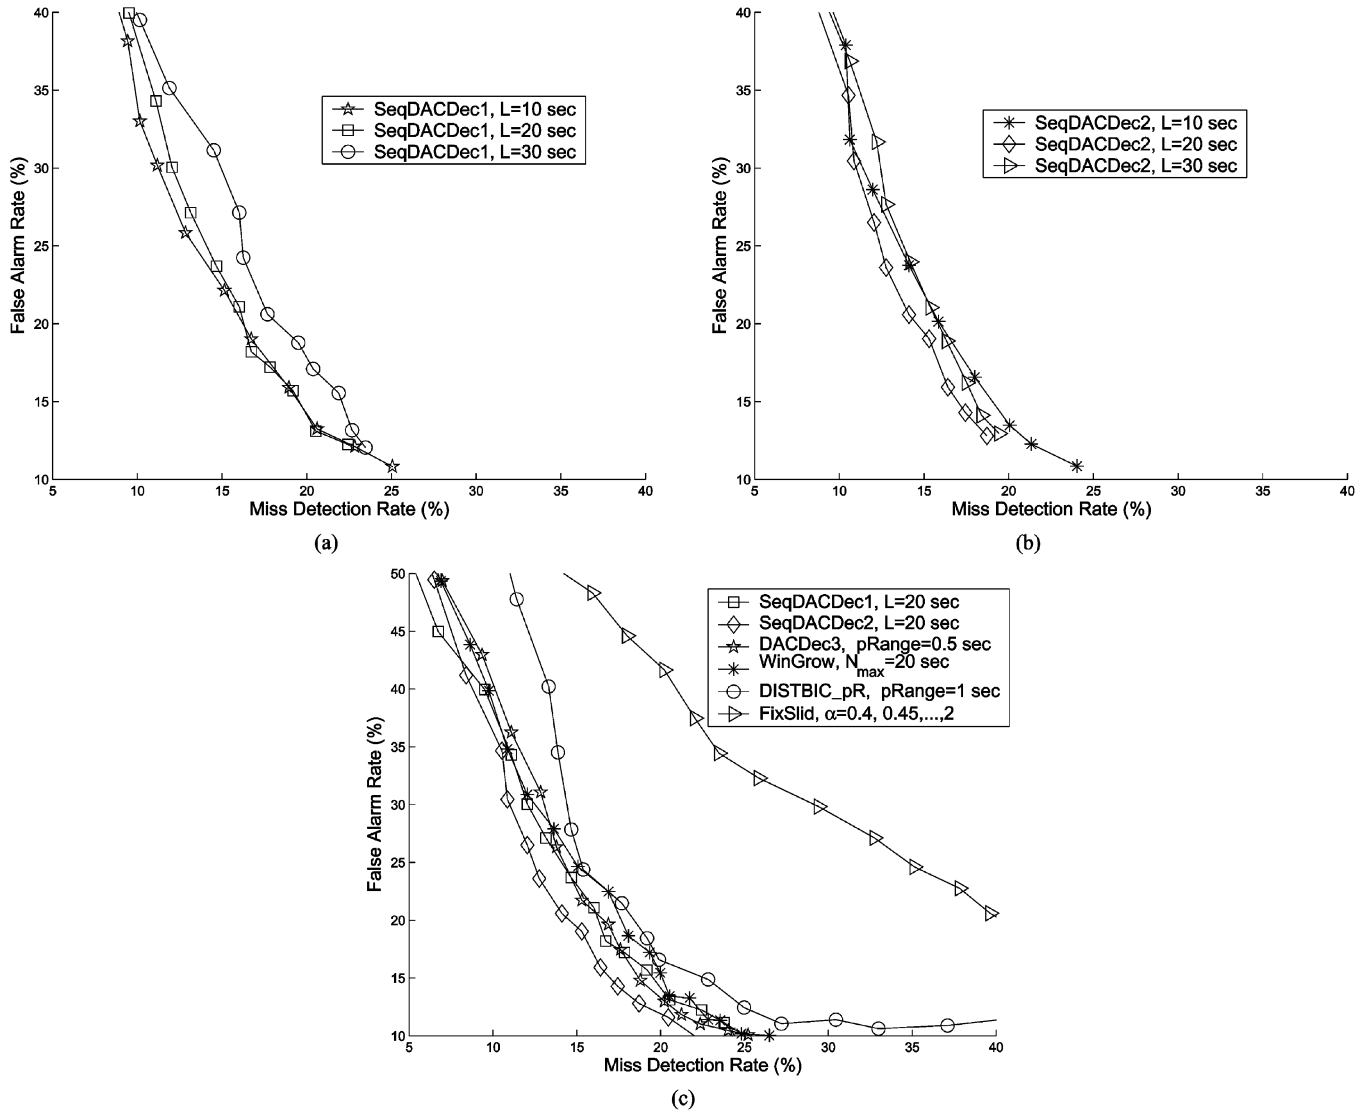 40
35
30
25
20
15
10
False Alarm Rate (%)
5 10 15 20 25 30 35 40
Miss Detection Rate (%)
SeqDACDec1, L=10 sec
SeqDACDec1, L=20 sec
SeqDACDec1, L=30 sec
(a)
40
35
30
25
20
15
10
False Alarm Rate (%)
5 10 15 20 25 30 35 40
Miss Detection Rate (%)
SeqDACDec2, L=10 sec
SeqDACDec2, L=20 sec
SeqDACDec2, L=30 sec
(b)
50
45
40
35
30
25
20
15
10
False Alarm Rate (%)
5 10 15 20 25 30 35 40
Miss Detection Rate (%)
SeqDACDec1, L=20 sec
SeqDACDec2, L=20 sec
DACDec3, pRange=0.5 sec
WinGrow, Nmax=20 sec
DISTBIC_pR, pRange=1 sec
FixSlid, α=0.4, 0.45,...,2
(c)